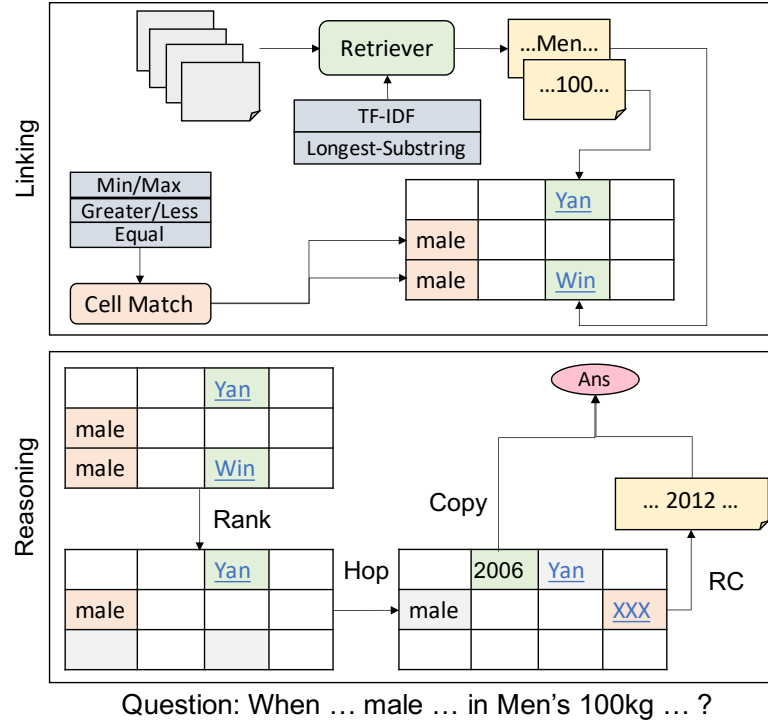 Linking
Retriever
...Men...
...100...
TF-IDF
Longest-Substring
Min/Max
Greater/Less
Equal
Cell Match
Yan
male
male
Win
Reasoning
Yan
male
male
Win
Rank
Yan
male
Hop
Ans
Copy
... 2012 ...
RC
2006
Yan
male
XXX
Question: When ... male ... in Men's 100kg ... ?